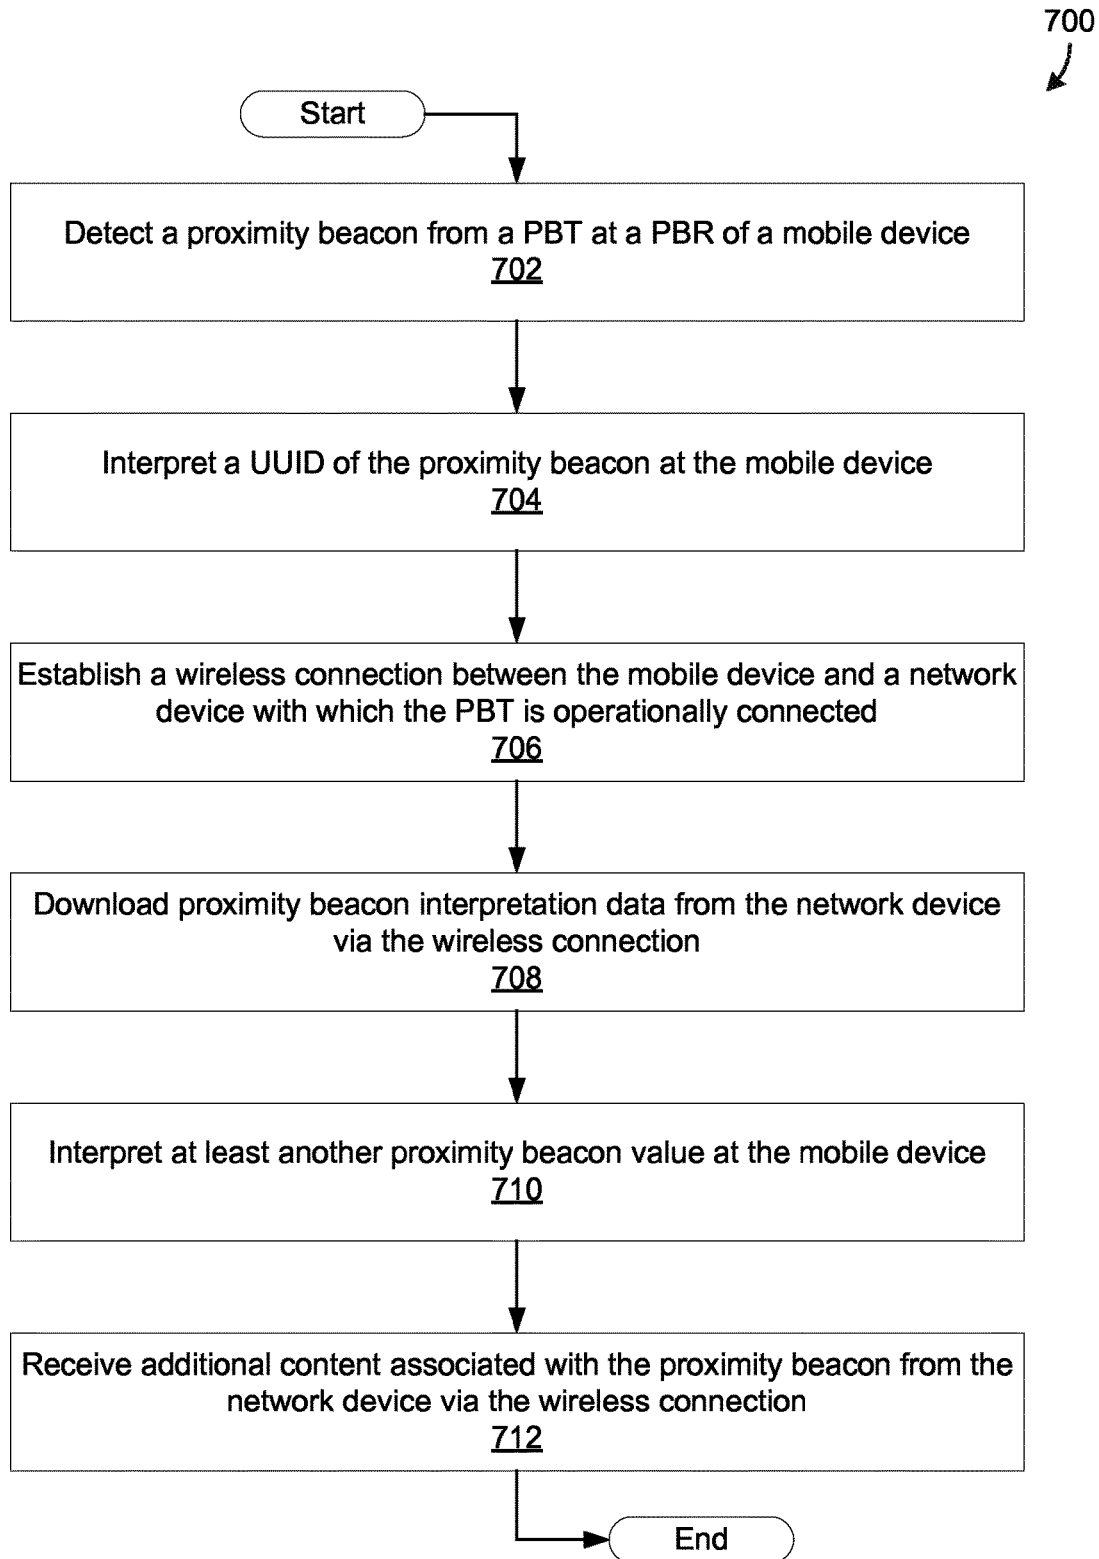 700
Start
Detect a proximity beacon from a PBT at a PBR of a mobile device
702
Interpret a UUID of the proximity beacon at the mobile device
704
Establish a wireless connection between the mobile device and a network
device with which the PBT is operationally connected
706
Download proximity beacon interpretation data from the network device
via the wireless connection
708
Interpret at least another proximity beacon value at the mobile device
710
Receive additional content associated with the proximity beacon from the
network device via the wireless connection
712
End